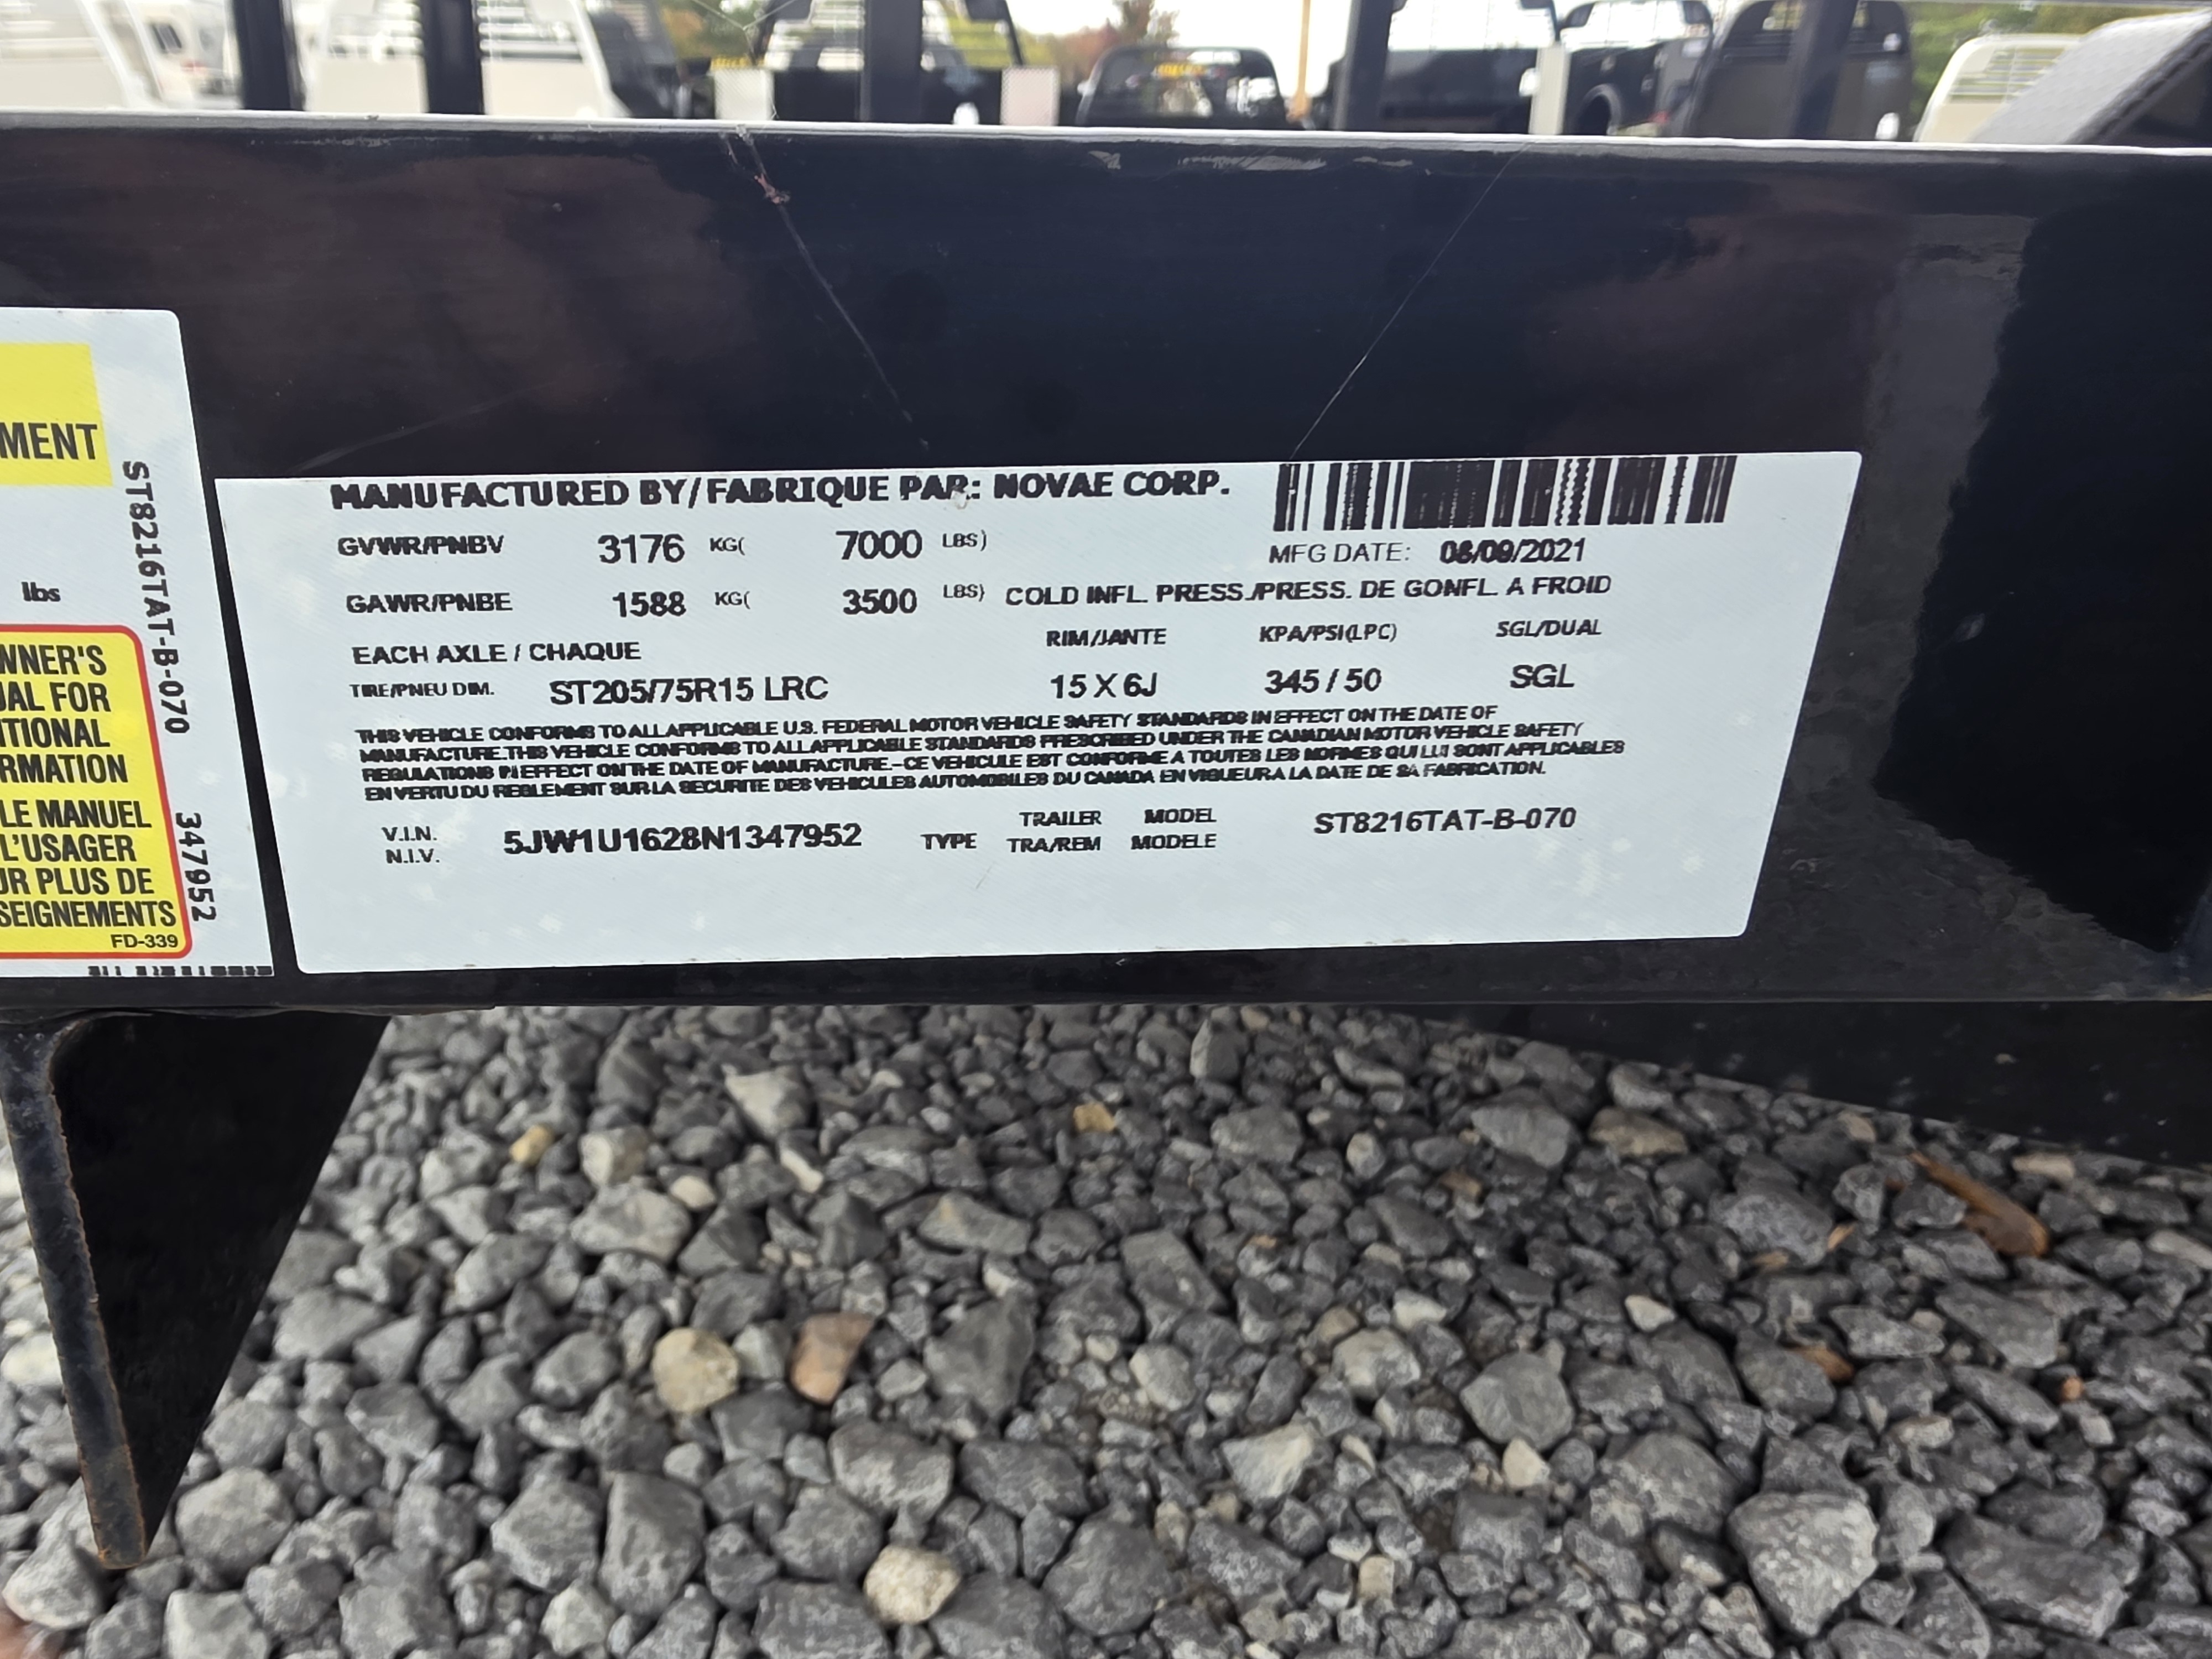 MENT
lbs
WNER'S
UAL FOR
ITIONAL
RMATION
LE MANUEL
L'USAGER
UR PLUS DE
SEIGNEMENTS
FD-339
ST8216TAT-B-070
347952
MANUFACTURED BY/FABRIQUE PAR: NOVAE CORP.
GVWR/PNBV 3176 KG( 7000 LBS)
MFG DATE: /09/2021
GAWR/PNBE 1588 KG( 3500 LBS) COLD INFL. PRESS./PRESS. DE GONFL. A FROID
EACH AXLE / CHAQUE RIM/JANTE KPA/PSI(LPC) SGL/DUAL
TIRE/PNEU DIM. ST205/75R15 LRC 15 X 6J 345 / 50 SGL
THIS VEHICLE CONFORMS TO ALL APPLICABLE U.S. FEDERAL MOTOR VEHICLE SAFETY STANDARDS IN EFFECT ON THE DATE OF
MANUFACTURE.THIS VEHICLE CONFORMS TO ALL APPLICABLE STANDARDS PRESCRIBED UNDER THE CANADIAN MOTOR VEHICLE SAFETY
REGULATIONS IN EFFECT ON THE DATE OF MANUFACTURE.-CE VEHICULE EST CONFORME A TOUTES LES NORMES QUI LUI SONT APPLICABLES
EN VERTU DU REGLEMENT SUR LA SECURITE DES VEHICULES AUTOMOBILES DU CANADA EN VIGUEUR A LA DATE DE SA FABRICATION.
V.I.N. 5JW1U1628N1347952 TYPE TRAILER MODEL ST8216TAT-B-070
N.I.V. TRA/REM MODELE